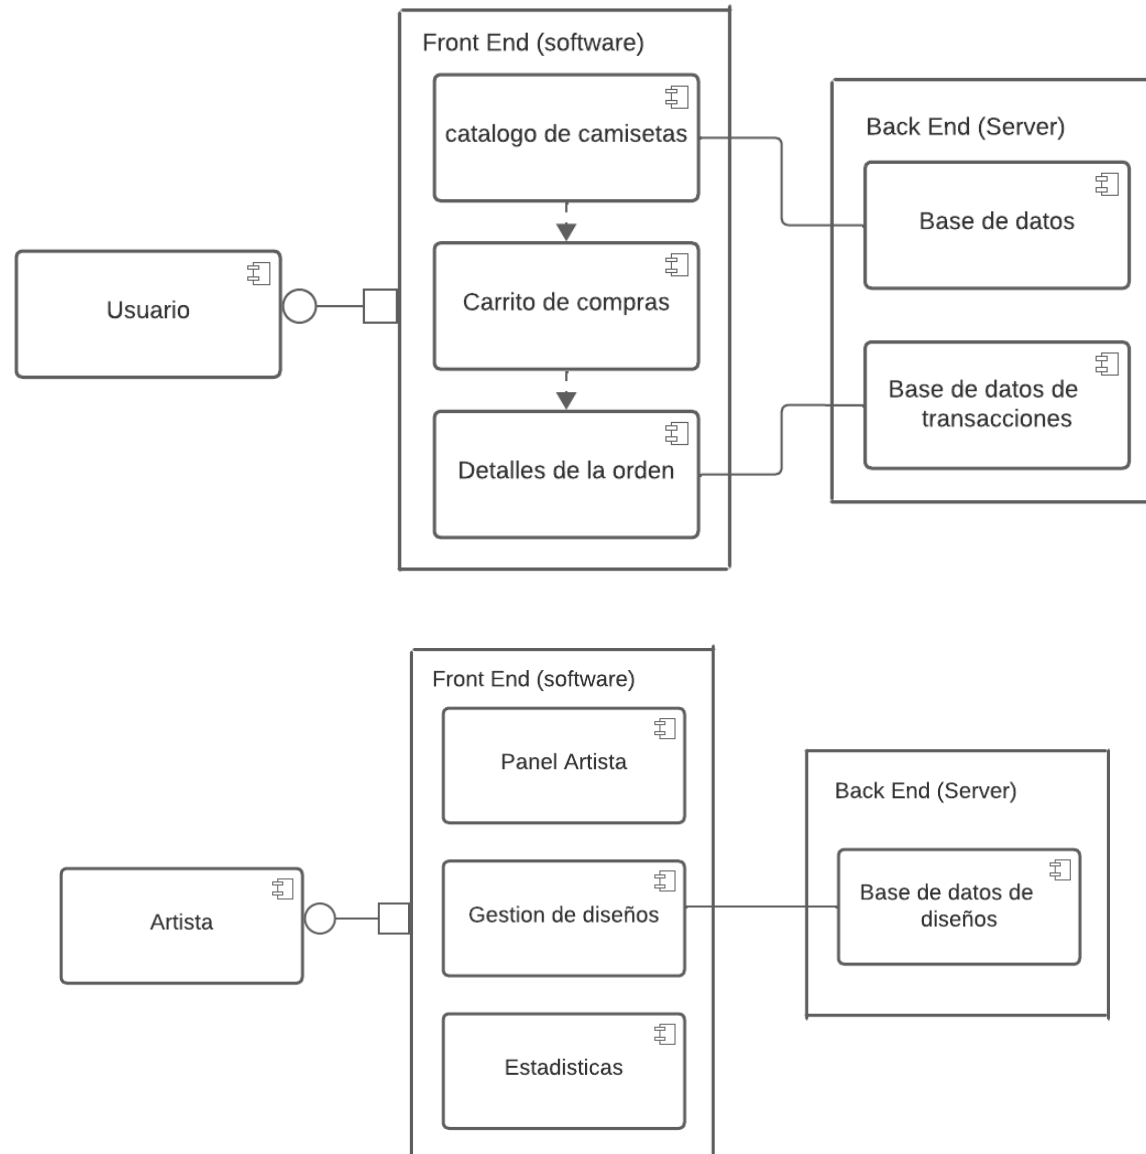 Front End (software)
catalogo de camisetas
Back End (Server)
Base de datos
Usuario
Carrito de compras
Base de datos de
transacciones
Detalles de la orden
Front End (software)
Panel Artista
Back End (Server)
Artista
Gestion de diseños
Base de datos de
diseños
Estadisticas